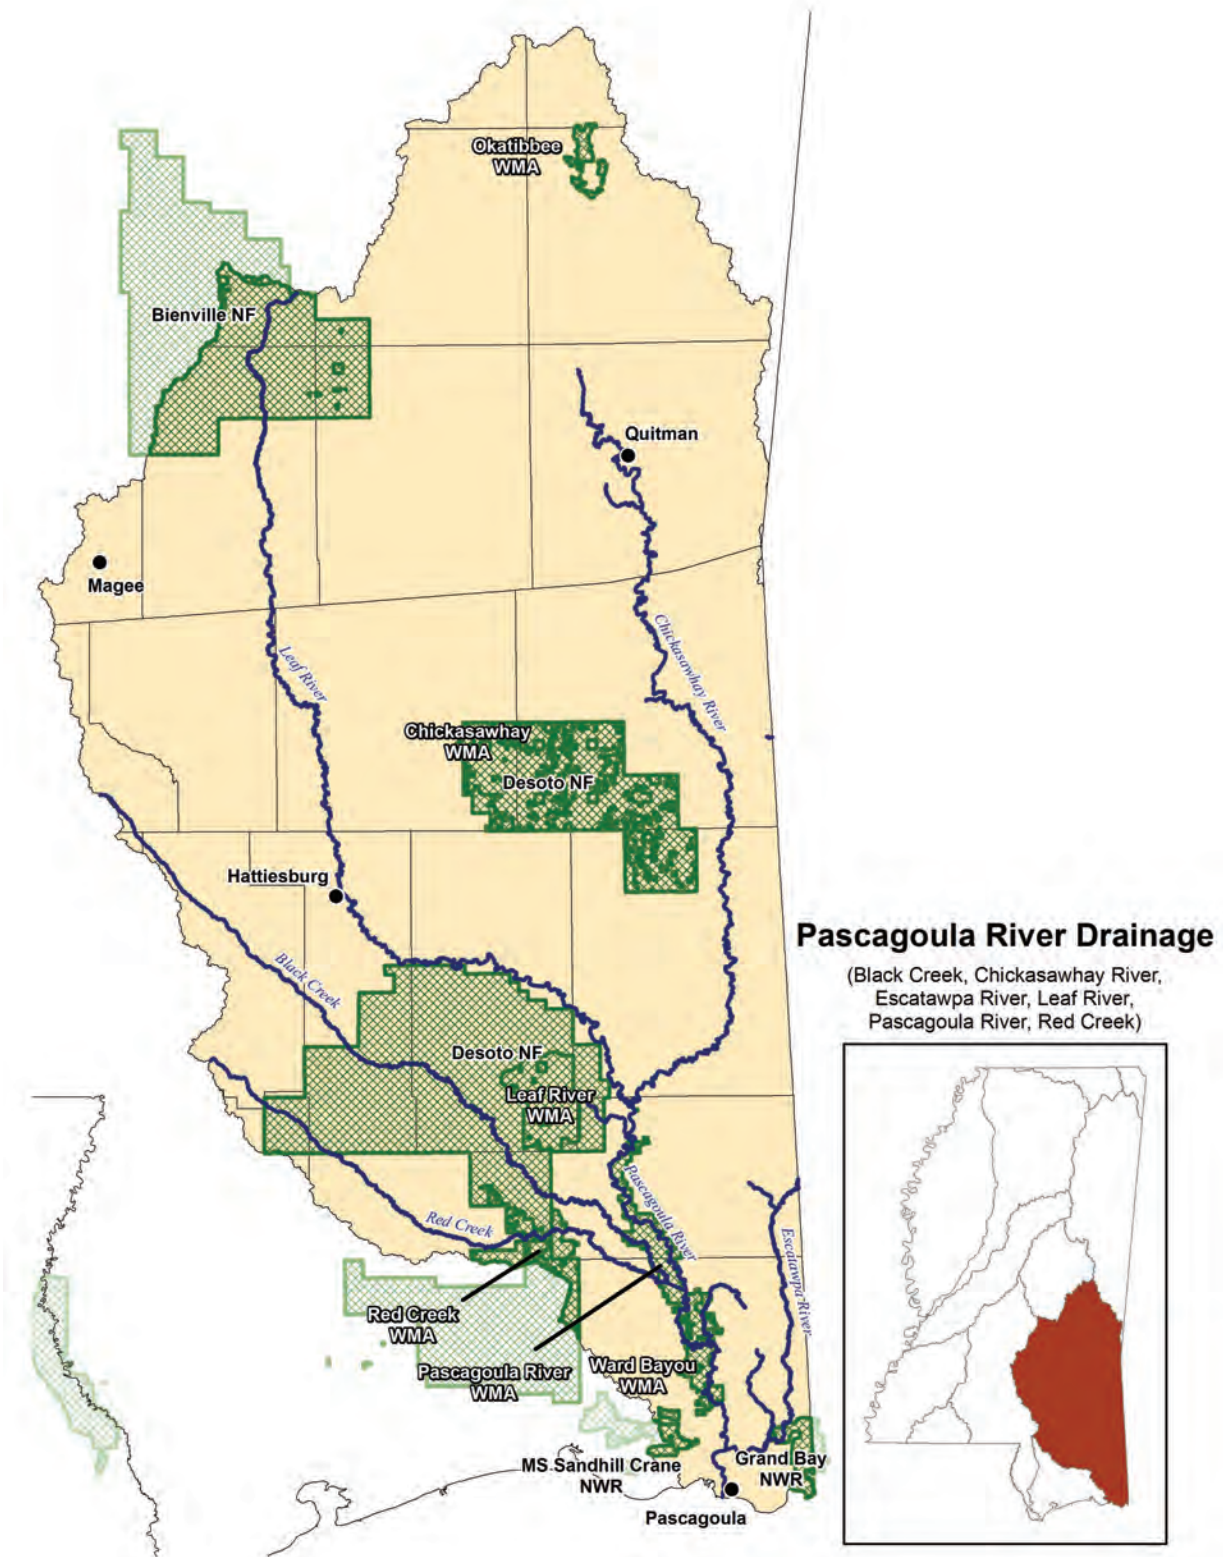 Okatibbee
WMA
Bienville NF
Quitman
Magee
Leaf River
Chickasawhay River
Chickasawhay
WMA
Desoto NF
Hattiesburg
Pascagoula River Drainage
(Black Creek, Chickasawhay River,
Escatawpa River, Leaf River,
Pascagoula River, Red Creek)
Black Creek
Desoto NF
Leaf River
WMA
Pascagoula River
Red Creek
Escatawpa River
Red Creek
WMA
Pascagoula River
WMA
Ward Bayou
WMA
MS Sandhill Crane
NWR
Grand Bay
NWR
Pascagoula